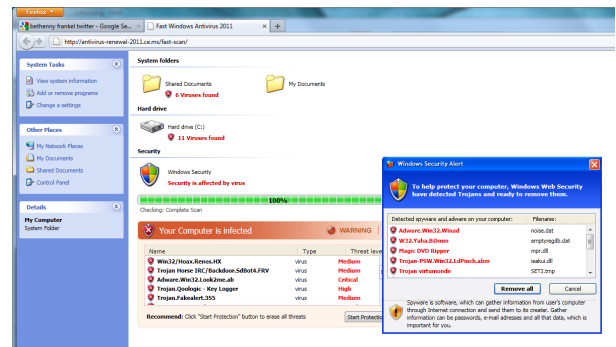 Firefox
bethenny frankel twitter - Google Se...
Fast Windows Antivirus 2011
http://antivirus-renewal-2011.ce.ms/fast-scan/
System Tasks
View system information
Add or remove programs
Change a settings
Other Places
My Network Places
My Documents
Shared Documents
Control Panel
Details
My Computer
System Folder
System folders
Shared Documents
6 Viruses found
My Documents
Hard drive
Hard drive (C:)
11 Viruses found
Security
Windows Security
Security is affected by virus
100%
Checking: Complete Scan
Your Computer is infected
WARNING
Name Type Threat leve
Win32/Hoax.Renos.HX virus Medium
Trojan Horse IRC/Backdoor.SdBot4.FRV virus Medium
Adware.Win32.Look2me.ab virus Critical
Trojan.Qoologic - Key Logger virus High
Trojan.Fakealert.355 virus Medium
Recommend: Click "Start Protection" button to erase all threats
Start Protectio
Windows Security Alert
To help protect your computer, Windows Web Security
have detected Trojans and ready to remove them.
Detected spyware and adware on your computer: Filename:
Adware.Win32.Winad noise.dat
W32.Yaha.B@mm emptyregdb.dat
Magic DVD Ripper mpr.dll
Trojan-PSW.Win32.LdPinch.abm
Trojan virtumonde SET3.tmp
Remove all Cancel
Spyware is software, which can gather information from user's computer
through Internet connection and send them to its creator. Gather
information can be passwords, e-mail adresses and all that data, which is
important for you.